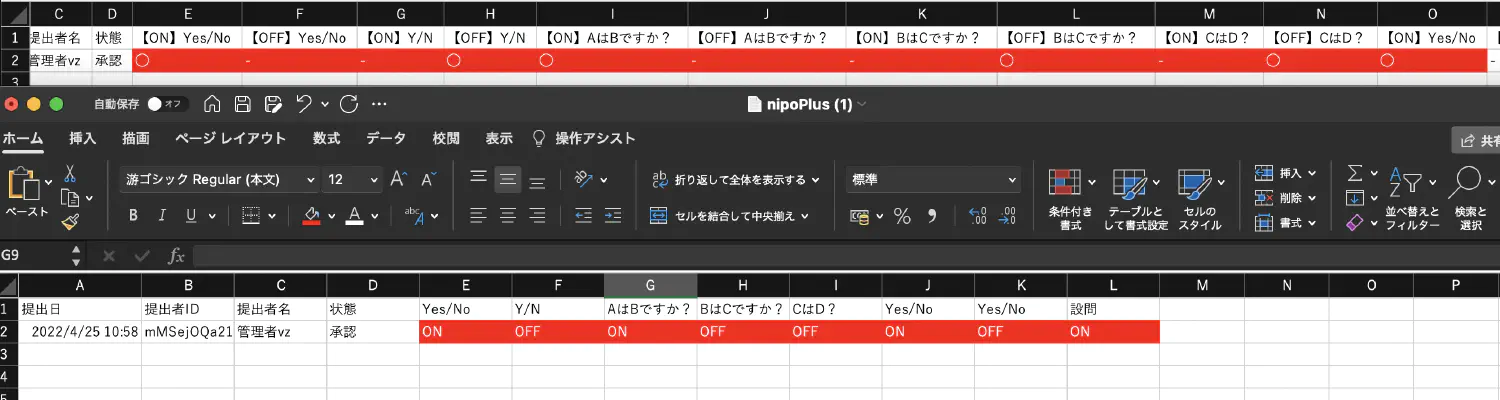 C D E F G H I J K L M N O
1 提出者名 状態 【ON】Yes/No 【OFF】Yes/No 【ON】Y/N 【OFF】Y/N 【ON】AはBですか？ 【OFF】AはBですか？ 【ON】BはCですか？ 【OFF】BはCですか？ 【ON】CはD？ 【OFF】CはD？ 【ON】Yes/No
2 管理者vz 承認 ○ - - ○ ○ - - ○ - ○ ○ -
3
自動保存 オフ ... nipoPlus (1)
ホーム 挿入 描画 ページ レイアウト 数式 データ 校閲 表示 操作アシスト 共有
ペースト 游ゴシック Regular (本文) 12 A A 折り返して全体を表示する 標準 条件付き書式 テーブルとして書式設定 セルのスタイル 挿入 削除 書式 並べ替えとフィルター 検索と選択
B I U A abc A セルを結合して中央揃え % 9
G9 fx
A B C D E F G H I J K L M N O P
1 提出日 提出者ID 提出者名 状態 Yes/No Y/N AはBですか？ BはCですか？ CはD？ Yes/No Yes/No 設問
2 2022/4/25 10:58 mMSejOQa21 管理者vz 承認 ON OFF ON OFF OFF ON OFF ON
3
4